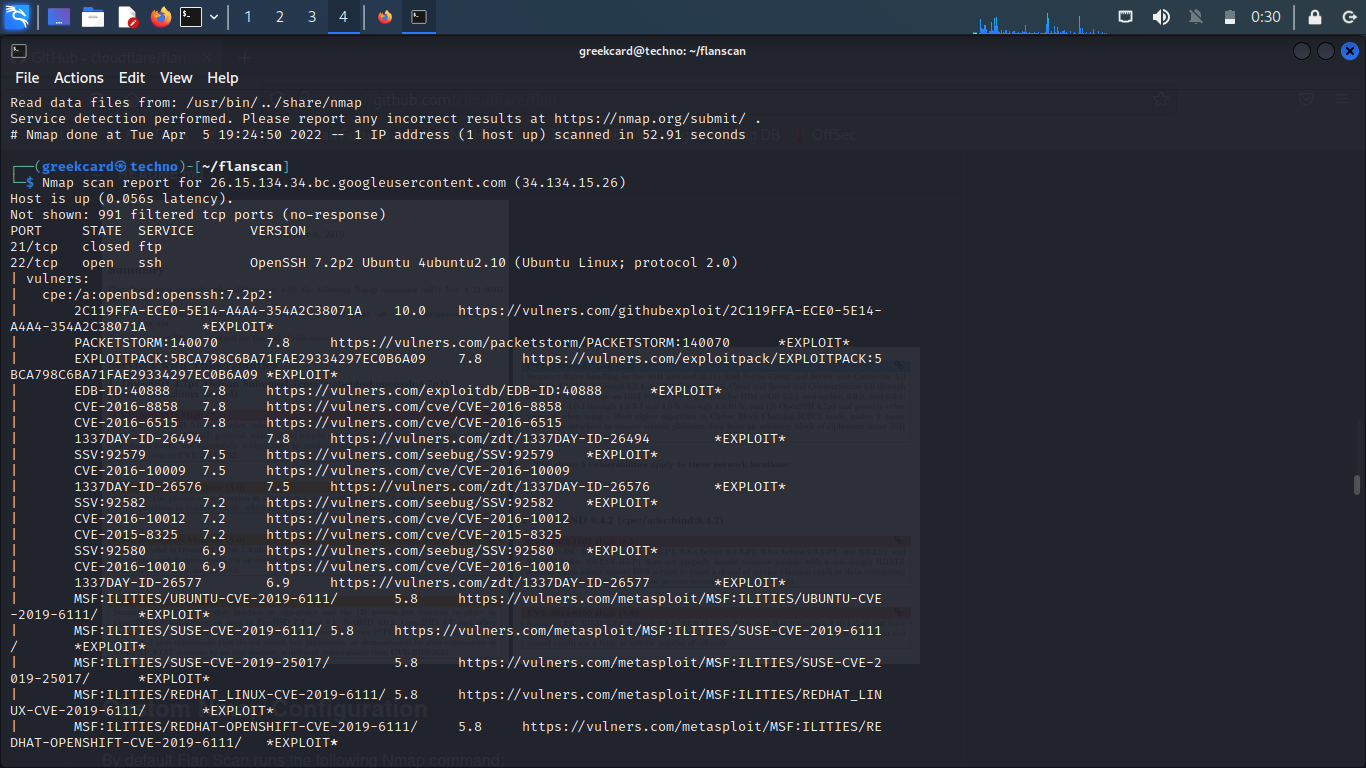 1 2 3 4 0:30
greekcard@techno: ~/flanscan
File Actions Edit View Help
Read data files from: /usr/bin/../share/nmap
Service detection performed. Please report any incorrect results at https://nmap.org/submit/ .
# Nmap done at Tue Apr  5 19:24:50 2022 -- 1 IP address (1 host up) scanned in 52.91 seconds
┌──(greekcard㉿techno)-[~/flanscan]
└─$ Nmap scan report for 26.15.134.34.bc.googleusercontent.com (34.134.15.26)
Host is up (0.056s latency).
Not shown: 991 filtered tcp ports (no-response)
PORT     STATE  SERVICE       VERSION
21/tcp   closed ftp
22/tcp   open   ssh           OpenSSH 7.2p2 Ubuntu 4ubuntu2.10 (Ubuntu Linux; protocol 2.0)
| vulners:
|   cpe:/a:openbsd:openssh:7.2p2:
|       2C119FFA-ECE0-5E14-A4A4-354A2C38071A    10.0    https://vulners.com/githubexploit/2C119FFA-ECE0-5E14-
A4A4-354A2C38071A       *EXPLOIT*
|       PACKETSTORM:140070      7.8     https://vulners.com/packetstorm/PACKETSTORM:140070      *EXPLOIT*
|       EXPLOITPACK:5BCA798C6BA71FAE29334297EC0B6A09    7.8     https://vulners.com/exploitpack/EXPLOITPACK:5
BCA798C6BA71FAE29334297EC0B6A09 *EXPLOIT*
|       EDB-ID:40888    7.8     https://vulners.com/exploitdb/EDB-ID:40888      *EXPLOIT*
|       CVE-2016-8858   7.8     https://vulners.com/cve/CVE-2016-8858
|       CVE-2016-6515   7.8     https://vulners.com/cve/CVE-2016-6515
|       1337DAY-ID-26494        7.8     https://vulners.com/zdt/1337DAY-ID-26494        *EXPLOIT*
|       SSV:92579       7.5     https://vulners.com/seebug/SSV:92579    *EXPLOIT*
|       CVE-2016-10009  7.5     https://vulners.com/cve/CVE-2016-10009
|       1337DAY-ID-26576        7.5     https://vulners.com/zdt/1337DAY-ID-26576        *EXPLOIT*
|       SSV:92582       7.2     https://vulners.com/seebug/SSV:92582    *EXPLOIT*
|       CVE-2016-10012  7.2     https://vulners.com/cve/CVE-2016-10012
|       CVE-2015-8325   7.2     https://vulners.com/cve/CVE-2015-8325
|       SSV:92580       6.9     https://vulners.com/seebug/SSV:92580    *EXPLOIT*
|       CVE-2016-10010  6.9     https://vulners.com/cve/CVE-2016-10010
|       1337DAY-ID-26577        6.9     https://vulners.com/zdt/1337DAY-ID-26577        *EXPLOIT*
|       MSF:ILITIES/UBUNTU-CVE-2019-6111/       5.8     https://vulners.com/metasploit/MSF:ILITIES/UBUNTU-CVE
-2019-6111/     *EXPLOIT*
|       MSF:ILITIES/SUSE-CVE-2019-6111/ 5.8     https://vulners.com/metasploit/MSF:ILITIES/SUSE-CVE-2019-6111
/       *EXPLOIT*
|       MSF:ILITIES/SUSE-CVE-2019-25017/        5.8     https://vulners.com/metasploit/MSF:ILITIES/SUSE-CVE-2
019-25017/      *EXPLOIT*
|       MSF:ILITIES/REDHAT_LINUX-CVE-2019-6111/ 5.8     https://vulners.com/metasploit/MSF:ILITIES/REDHAT_LIN
UX-CVE-2019-6111/       *EXPLOIT*
|       MSF:ILITIES/REDHAT-OPENSHIFT-CVE-2019-6111/     5.8     https://vulners.com/metasploit/MSF:ILITIES/RE
DHAT-OPENSHIFT-CVE-2019-6111/   *EXPLOIT*
By default Flan Scan runs the following Nmap command: